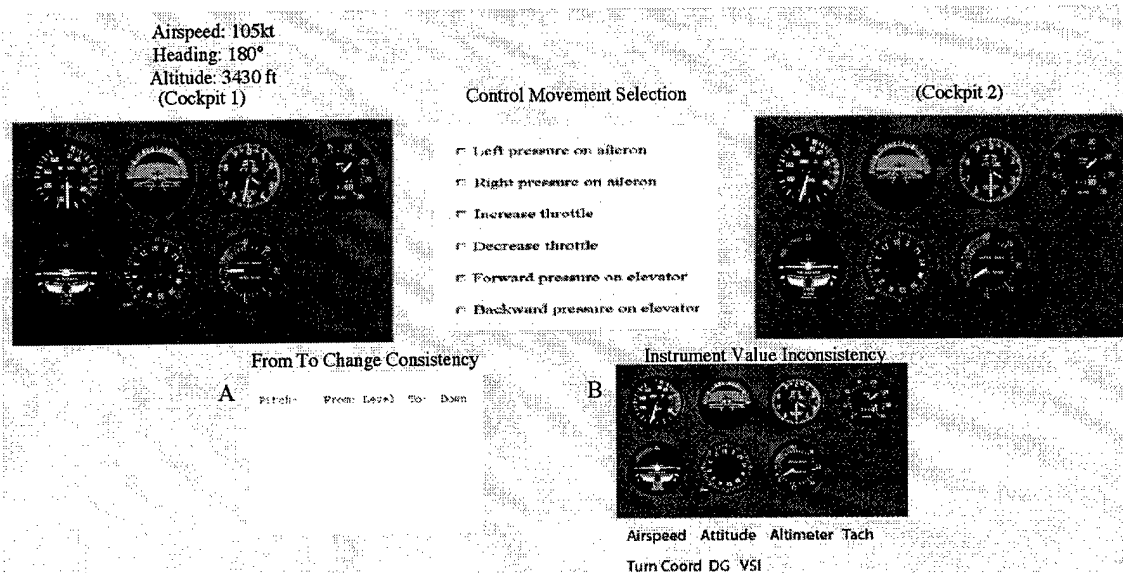 Airspeed: 105kt
Heading: 180°
Altitude: 3430 ft
(Cockpit 1)
Control Movement Selection
(Cockpit 2)
Left pressure on aileron
Right pressure on aileron
Increase throttle
Decrease throttle
Forward pressure on elevator
Backward pressure on elevator
From To Change Consistency
Instrument Value Inconsistency
A
Pitch- From: Level To: Down
B
Airspeed Attitude Altimeter Tach
Turn Coord DG VSI